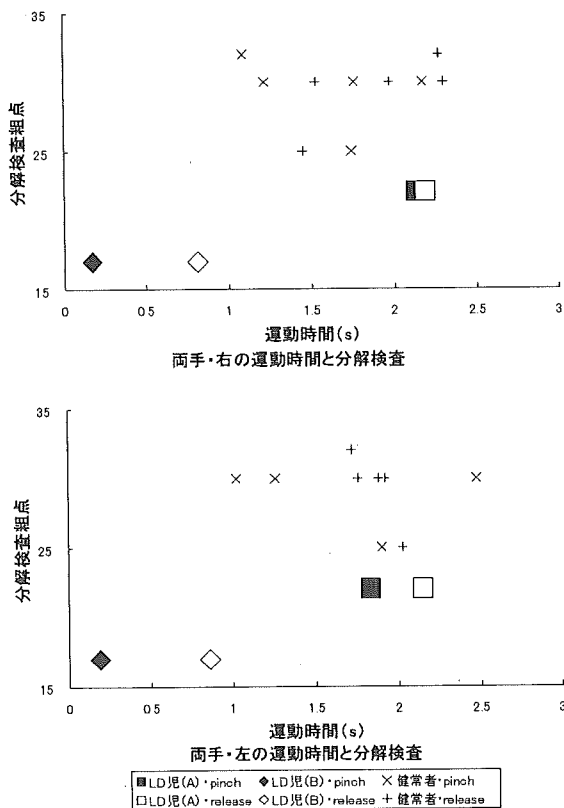 35
25
15
分解検査粗点
0 0 5 1 1.5 2 2.5 3
運動時間(s)
両手・右の運動時間と分解検査
35
25
15
分解検査粗点
0 0 5 1 1.5 2 2.5 3
運動時間(s)
両手・左の運動時間と分解検査
LD児(A)・pinch LD児(B)・pinch 健常者・pinch
LD児(A)・release LD児(B)・release 健常者・release